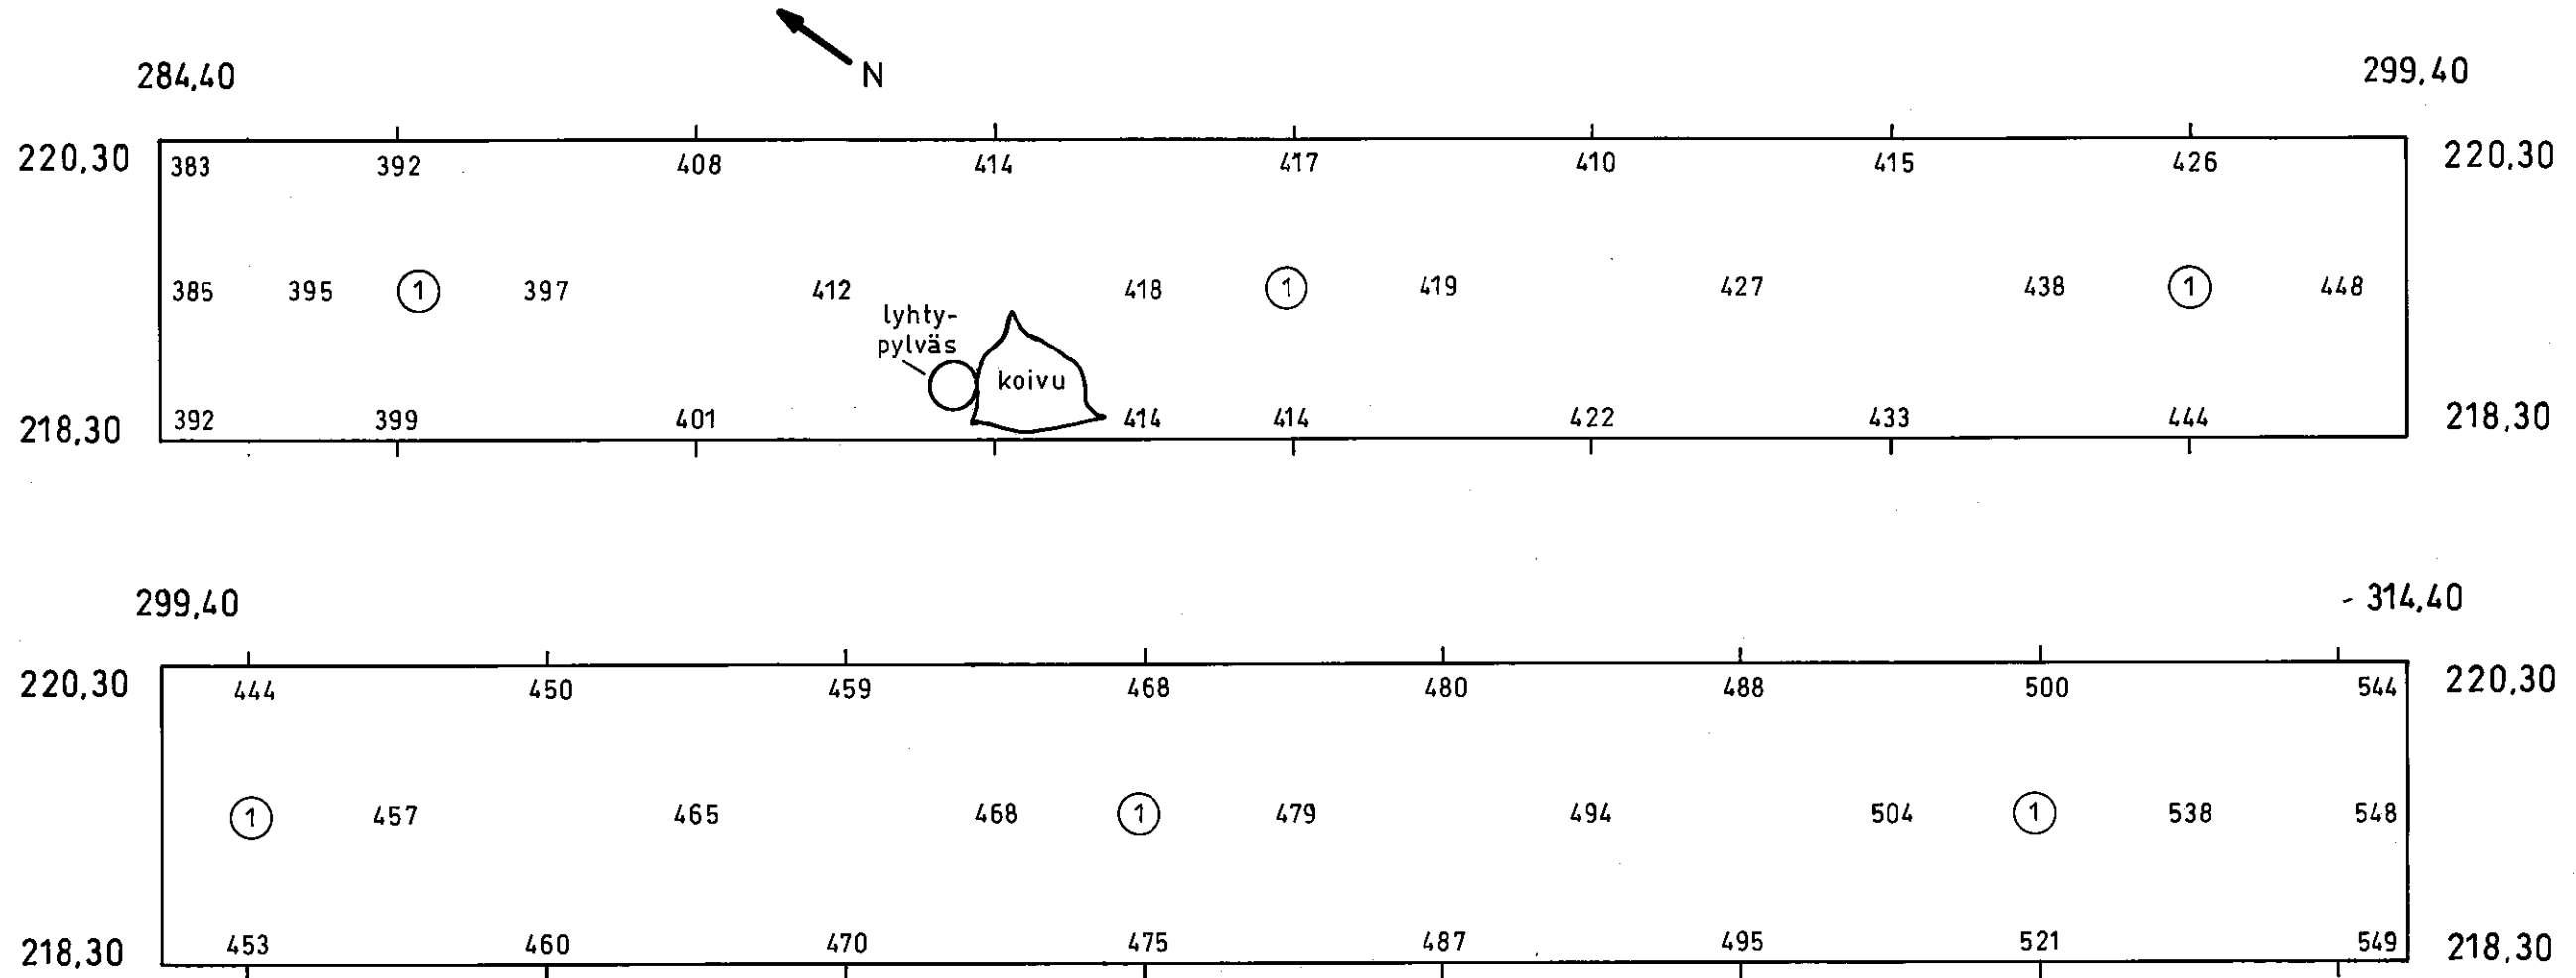 N
284,40 299,40
220,30 383 392 408 414 417 410 415 426 220,30
385 395 1 397 412 418 1 419 427 438 1 448
lyhty-
pylväs
koivu
218,30 392 399 401 414 414 422 433 444 218,30
299,40 - 314,40
220,30 444 450 459 468 480 488 500 544 220,30
1 457 465 468 1 479 494 504 1 538 548
218,30 453 460 470 475 487 495 521 549 218,30